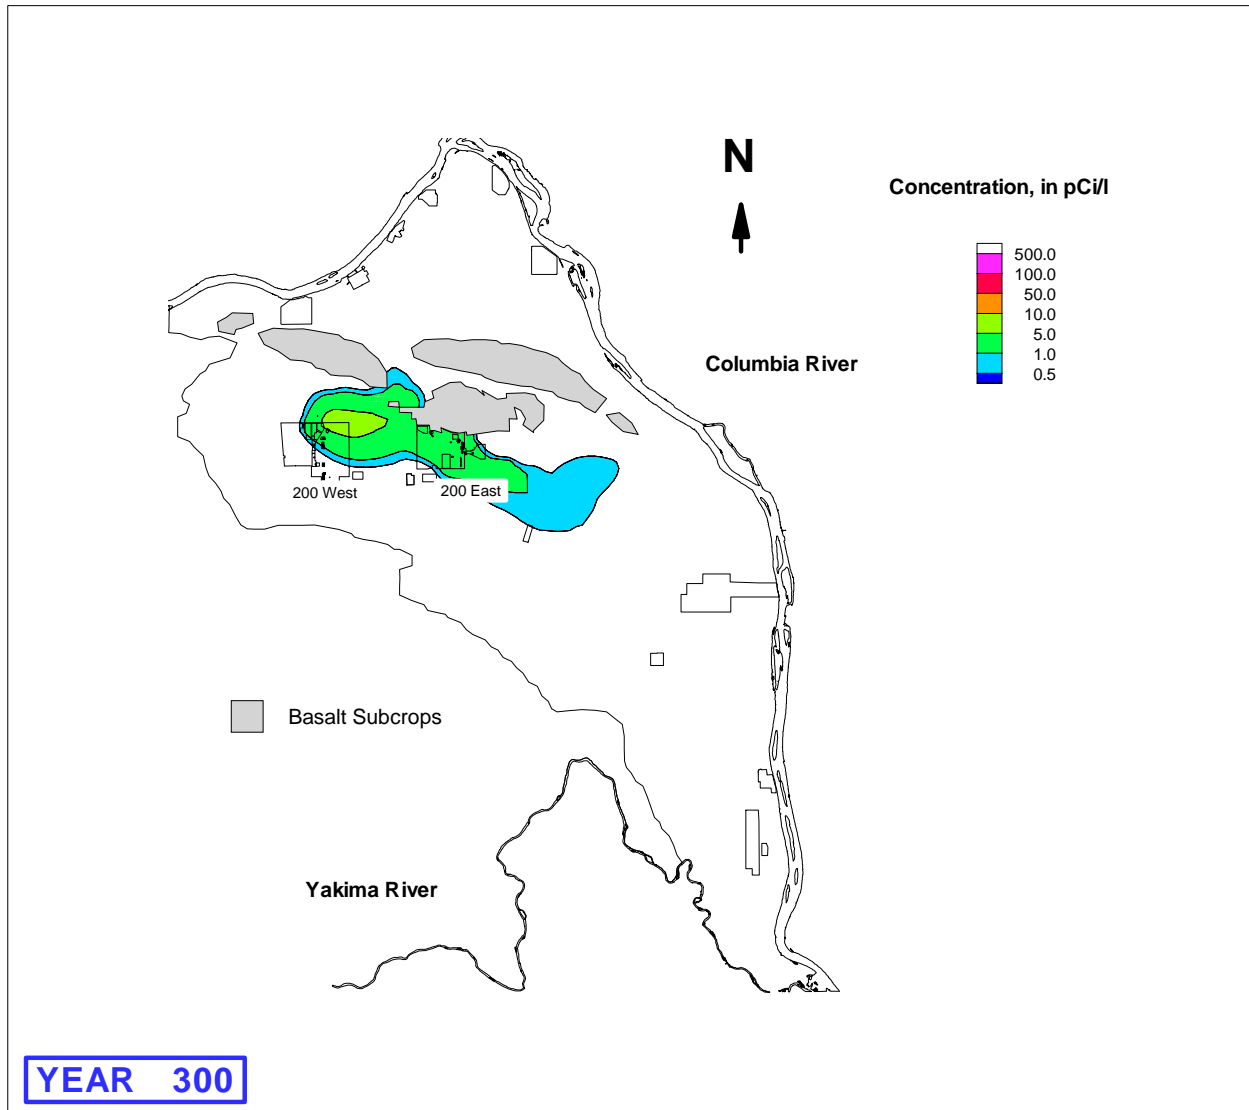 N
Concentration, in pCi/l
500.0
100.0
50.0
10.0
5.0
1.0
0.5
Columbia River
200 West
200 East
Basalt Subcrops
Yakima River
YEAR 300